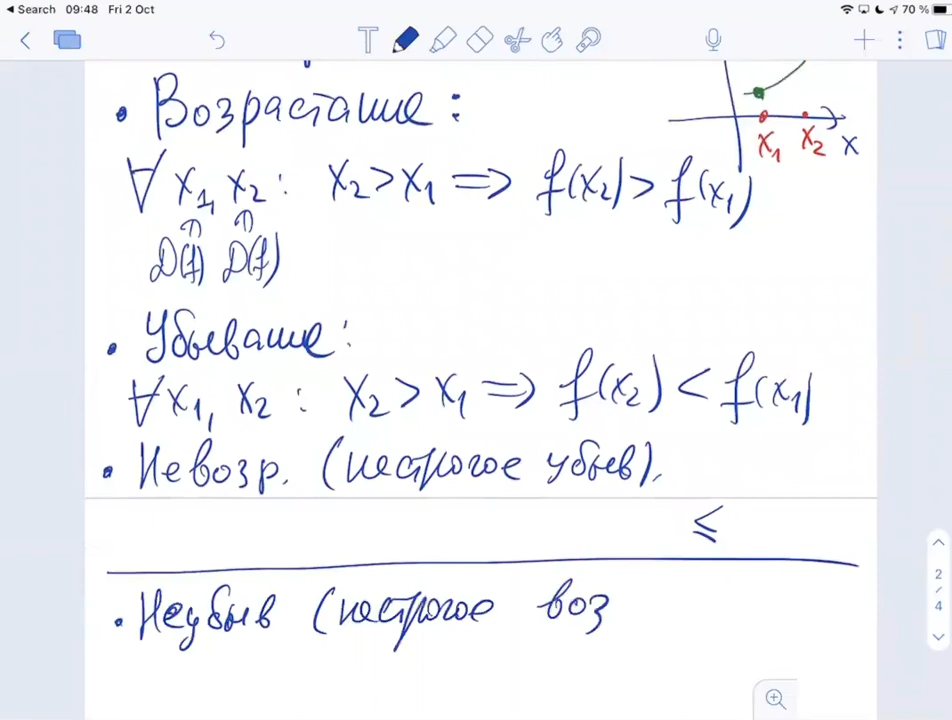 Search 09:48 Fri 2 Oct 70 %
T
• Возрастание :
x₁ x₂ x
∀ x₁, x₂ : x₂ > x₁ ⟹ f(x₂) > f(x₁)
D(f) D(f)
• Убывание :
∀ x₁, x₂ : x₂ > x₁ ⟹ f(x₂) < f(x₁)
• Невозр. (нестрогое убыв).
≤
• Неубыв (нестрогое воз
2
/
4